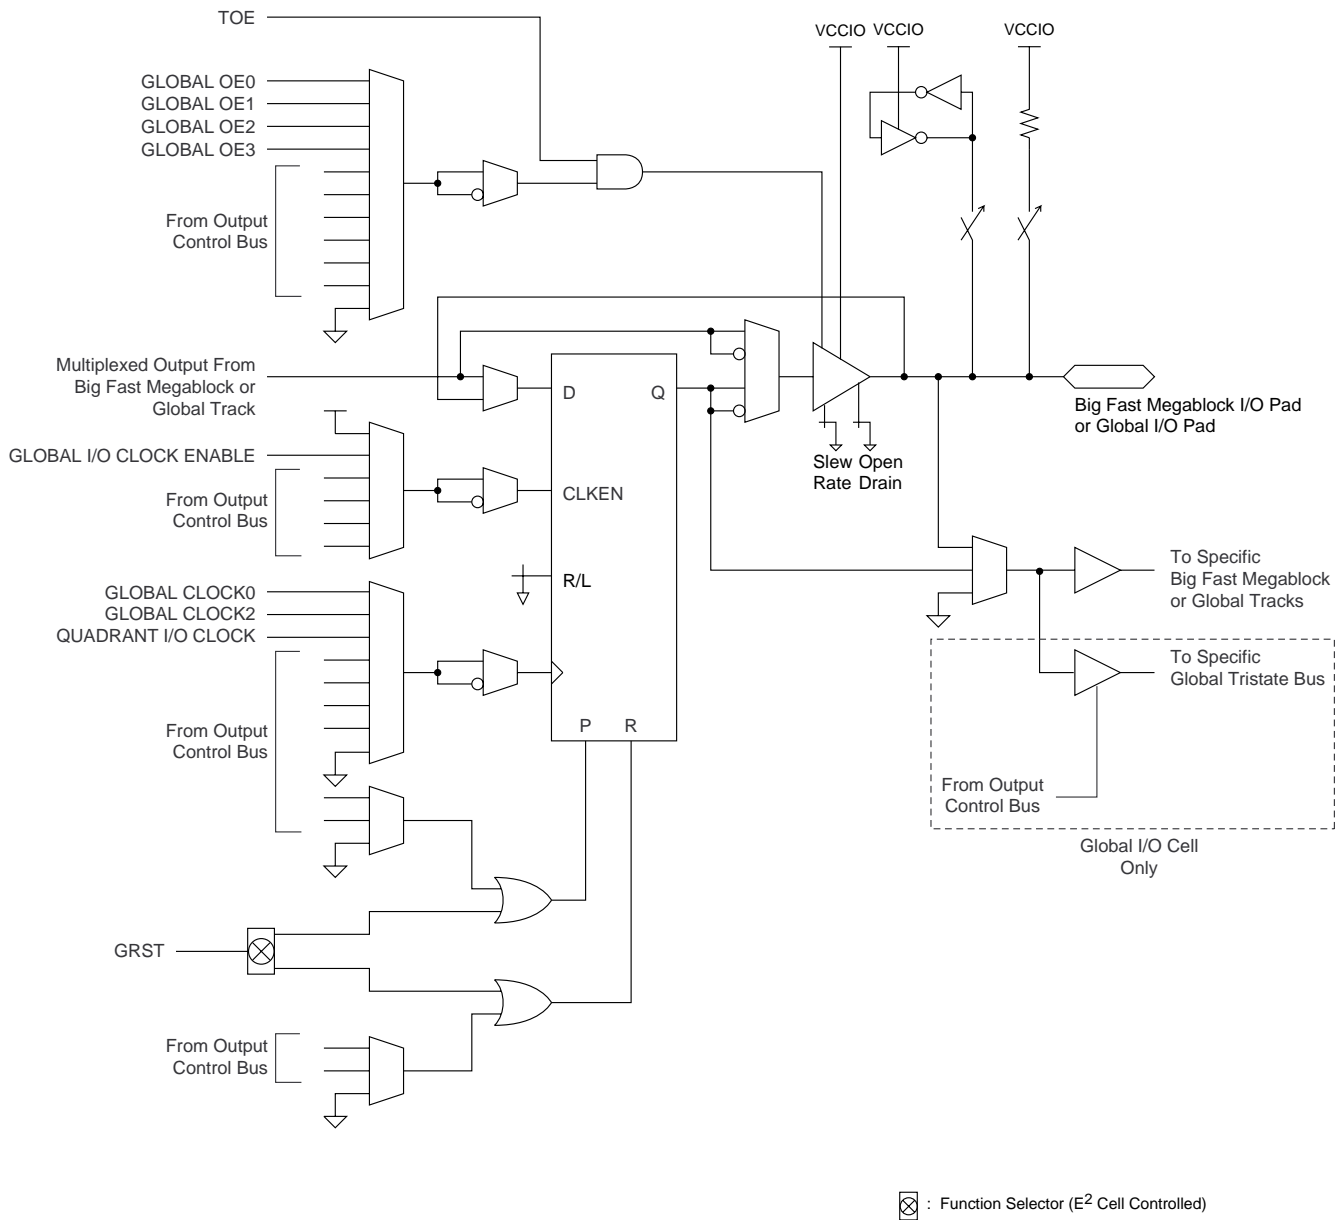 TOE
VCCIO
VCCIO
VCCIO
GLOBAL OE0
GLOBAL OE1
GLOBAL OE2
GLOBAL OE3
From Output
Control Bus
Multiplexed Output From
Big Fast Megablock or
Global Track
D
Q
Big Fast Megablock I/O Pad
or Global I/O Pad
GLOBAL I/O CLOCK ENABLE
Slew
Rate
Open
Drain
From Output
Control Bus
CLKEN
R/L
To Specific
Big Fast Megablock
or Global Tracks
GLOBAL CLOCK0
GLOBAL CLOCK2
QUADRANT I/O CLOCK
To Specific
Global Tristate Bus
From Output
Control Bus
P
R
From Output
Control Bus
Global I/O Cell
Only
GRST
From Output
Control Bus
: Function Selector (E2 Cell Controlled)